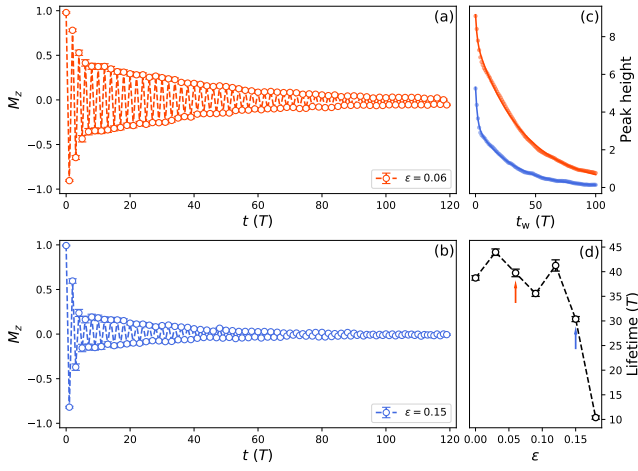 (a)
1.0
0.5
0.0
−0.5
−1.0
M_z
0 20 40 60 80 100 120
t (T)
ε = 0.06
(c)
8
6
4
2
0
Peak height
0 50 100
t_w (T)
(b)
1.0
0.5
0.0
−0.5
−1.0
M_z
0 20 40 60 80 100 120
t (T)
ε = 0.15
(d)
45
40
35
30
25
20
15
10
Lifetime (T)
0.00 0.05 0.10 0.15
ε